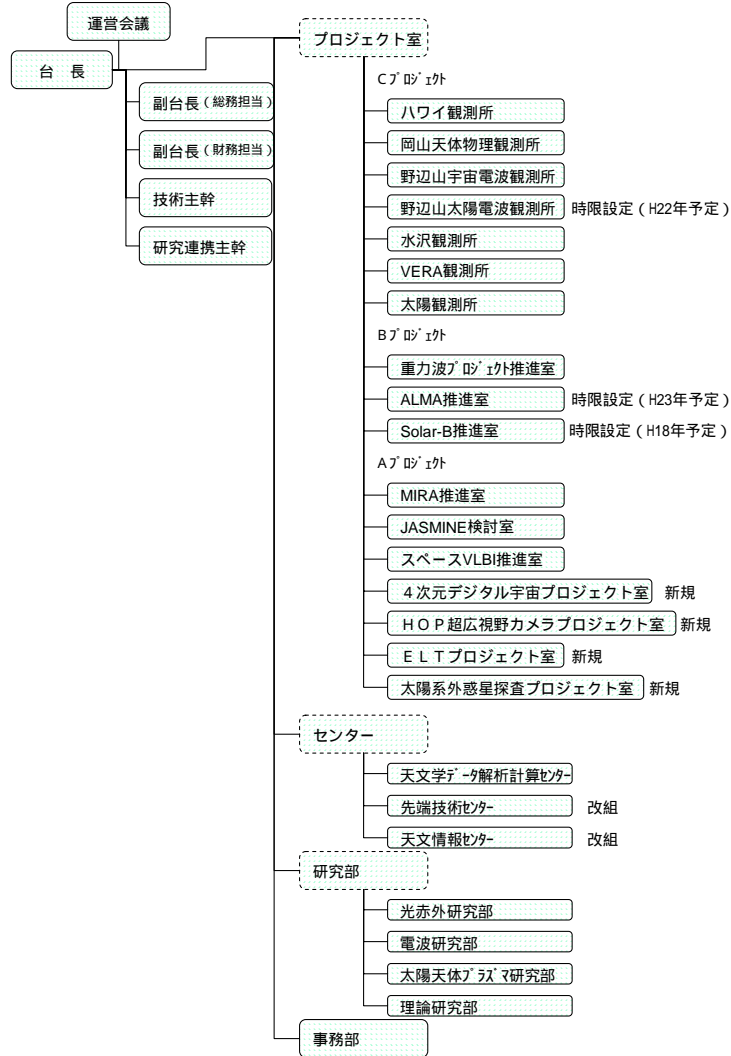 運営会議
台　長
副台長（総務担当）
副台長（財務担当）
技術主幹
研究連携主幹
プロジェクト室
Cﾌﾟﾛｼﾞｪｸﾄ
ハワイ観測所
岡山天体物理観測所
野辺山宇宙電波観測所
野辺山太陽電波観測所　時限設定（H22年予定）
水沢観測所
VERA観測所
太陽観測所
Bﾌﾟﾛｼﾞｪｸﾄ
重力波ﾌﾟﾛｼﾞｪｸﾄ推進室
ALMA推進室　時限設定（H23年予定）
Solar-B推進室　時限設定（H18年予定）
Aﾌﾟﾛｼﾞｪｸﾄ
MIRA推進室
JASMINE検討室
スペースVLBI推進室
４次元デジタル宇宙プロジェクト室　新規
ＨＯＰ超広視野カメラプロジェクト室　新規
ＥＬＴプロジェクト室　新規
太陽系外惑星探査プロジェクト室　新規
センター
天文学ﾃﾞｰﾀ解析計算ｾﾝﾀｰ
先端技術ｾﾝﾀｰ　改組
天文情報ｾﾝﾀｰ　改組
研究部
光赤外研究部
電波研究部
太陽天体ﾌﾟﾗｽﾞﾏ研究部
理論研究部
事務部